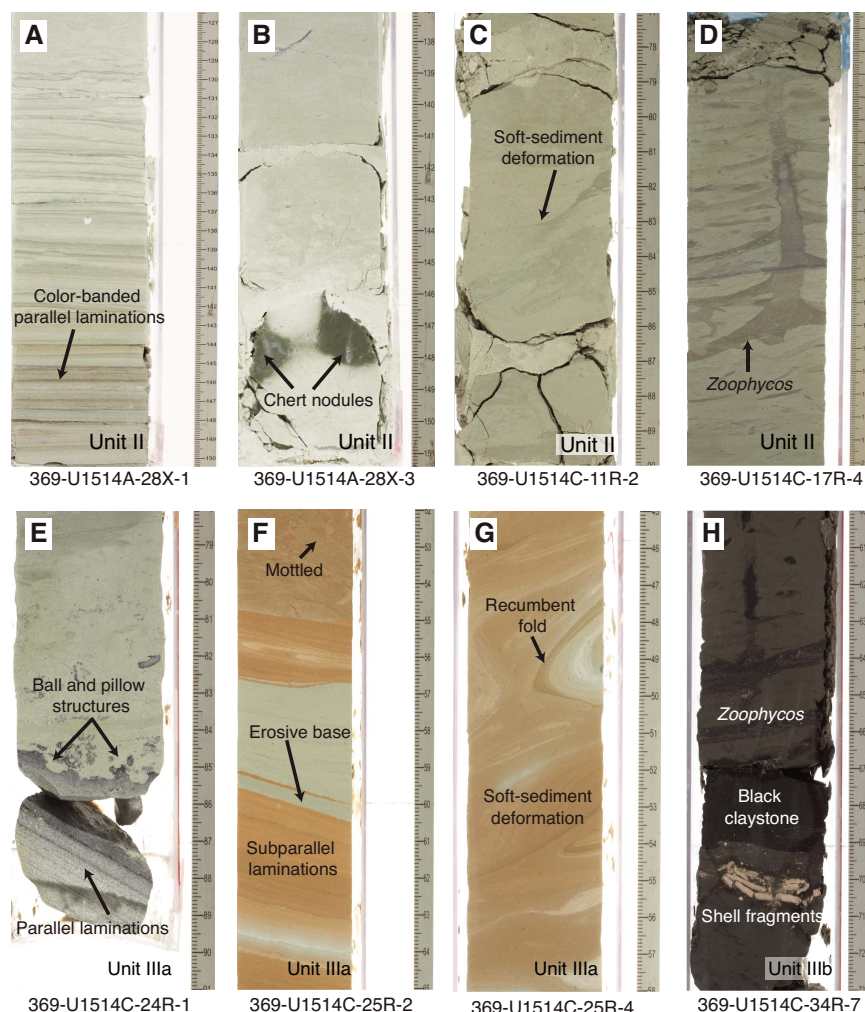 A
Color-banded
parallel laminations
Unit II
369-U1514A-28X-1
B
Chert nodules
Unit II
369-U1514A-28X-3
C
Soft-sediment
deformation
Unit II
369-U1514C-11R-2
D
Zoophycos
Unit II
369-U1514C-17R-4
E
Ball and pillow
structures
Parallel laminations
Unit IIIa
369-U1514C-24R-1
F
Mottled
Erosive base
Subparallel
laminations
Unit IIIa
369-U1514C-25R-2
G
Recumbent
fold
Soft-sediment
deformation
Unit IIIa
369-U1514C-25R-4
H
Zoophycos
Black
claystone
Shell fragments
Unit IIIb
369-U1514C-34R-7